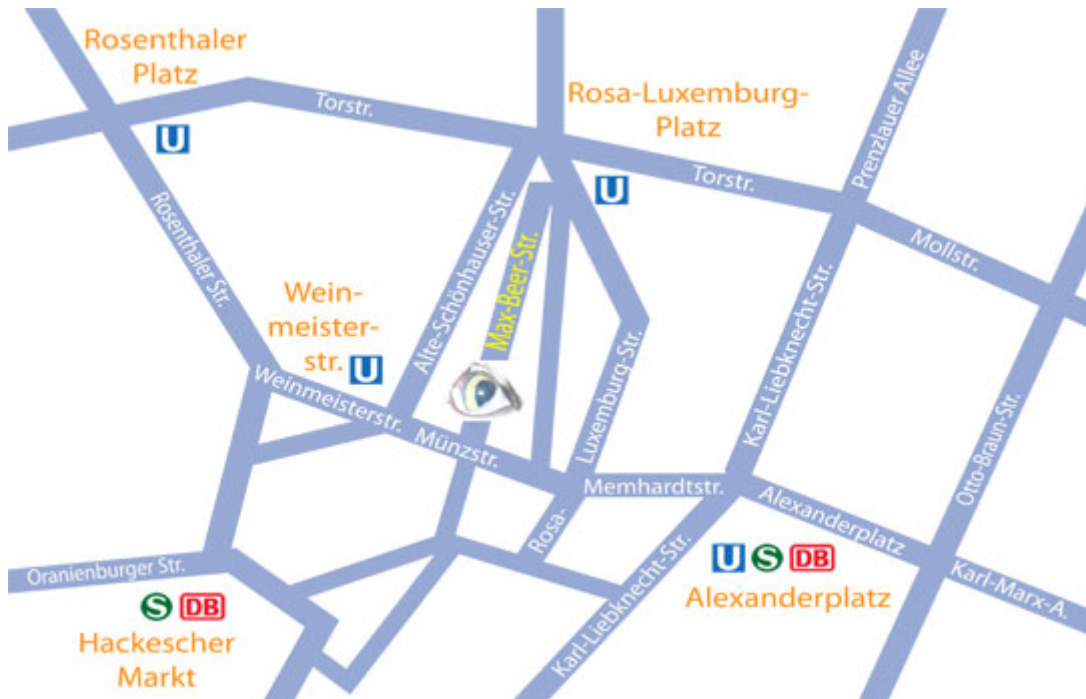 Rosenthaler
Platz
U
Torstr.
Rosa-Luxemburg-
Platz
U
Prenzlauer Allee
Torstr.
Mollstr.
Rosenthaler Str.
Alte-Schönhauser-Str.
Max-Beer-Str.
Wein-
meister-
str.
U
Weinmeisterstr.
Münzstr.
Luxemburg-Str.
Rosa-
Karl-Liebknecht-Str.
Otto-Braun-Str.
Memhardtstr.
Alexanderplatz
Karl-Marx-A.
U S DB
Alexanderplatz
Karl-Liebknecht-Str.
Oranienburger Str.
S DB
Hackescher
Markt